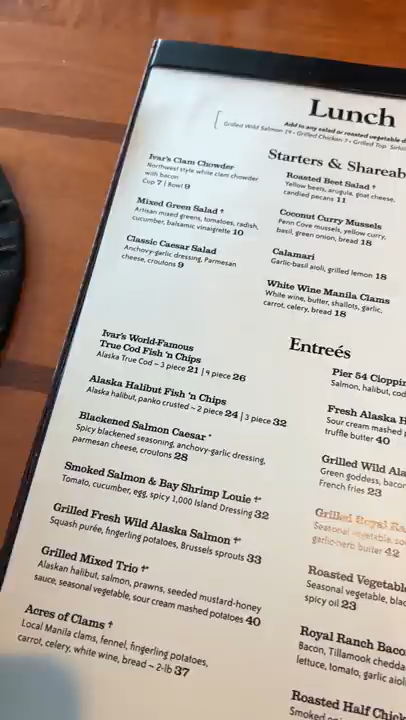 Lunch
Add to any salad or roasted vegetable
Grilled Wild Salmon 14 • Grilled Chicken 7 • Grilled Top
Starters & Shareab
Ivar's Clam Chowder
Northwest style white clam chowder
with bacon
Cup 7 | Bowl 9
Mixed Green Salad †
Artisan mixed greens, tomatoes, radish,
cucumber, balsamic vinaigrette 10
Classic Caesar Salad
Anchovy-garlic dressing, Parmesan
cheese, croutons 9
Roasted Beet Salad †
Yellow beets, arugula, goat cheese,
candied pecans 11
Coconut Curry Mussels
Penn Cove mussels, yellow curry,
basil, green onion, bread 18
Calamari
Garlic-basil aioli, grilled lemon 18
White Wine Manila Clams
White wine, butter, shallots, garlic,
carrot, celery, bread 18
Entreés
Ivar's World-Famous
True Cod Fish 'n Chips
Alaska True Cod – 3 piece 21 | 4 piece 26
Alaska Halibut Fish 'n Chips
Alaska halibut, panko crusted – 2 piece 24 | 3 piece 32
Blackened Salmon Caesar *
Spicy blackened seasoning, anchovy-garlic dressing,
parmesan cheese, croutons 28
Smoked Salmon & Bay Shrimp Louie †*
Tomato, cucumber, egg, spicy 1,000 Island Dressing 32
Grilled Fresh Wild Alaska Salmon †*
Squash purée, fingerling potatoes, Brussels sprouts 33
Grilled Mixed Trio †*
Alaskan halibut, salmon, prawns, seeded mustard-honey
sauce, seasonal vegetable, sour cream mashed potatoes 40
Acres of Clams †
Local Manila clams, fennel, fingerling potatoes,
carrot, celery, white wine, bread – 2-lb 37
Pier 54 Cioppin
Salmon, halibut, cod
Fresh Alaska H
Sour cream mashed
truffle butter 40
Grilled Wild Ala
Green goddess, bacon
French fries 23
Grilled Royal Ra
Seasonal vegetable, sou
garlic-herb butter 42
Roasted Vegetabl
Seasonal vegetable, blac
spicy oil 23
Royal Ranch Baco
Bacon, Tillamook chedda
lettuce, tomato, garlic aioli
Roasted Half Chick